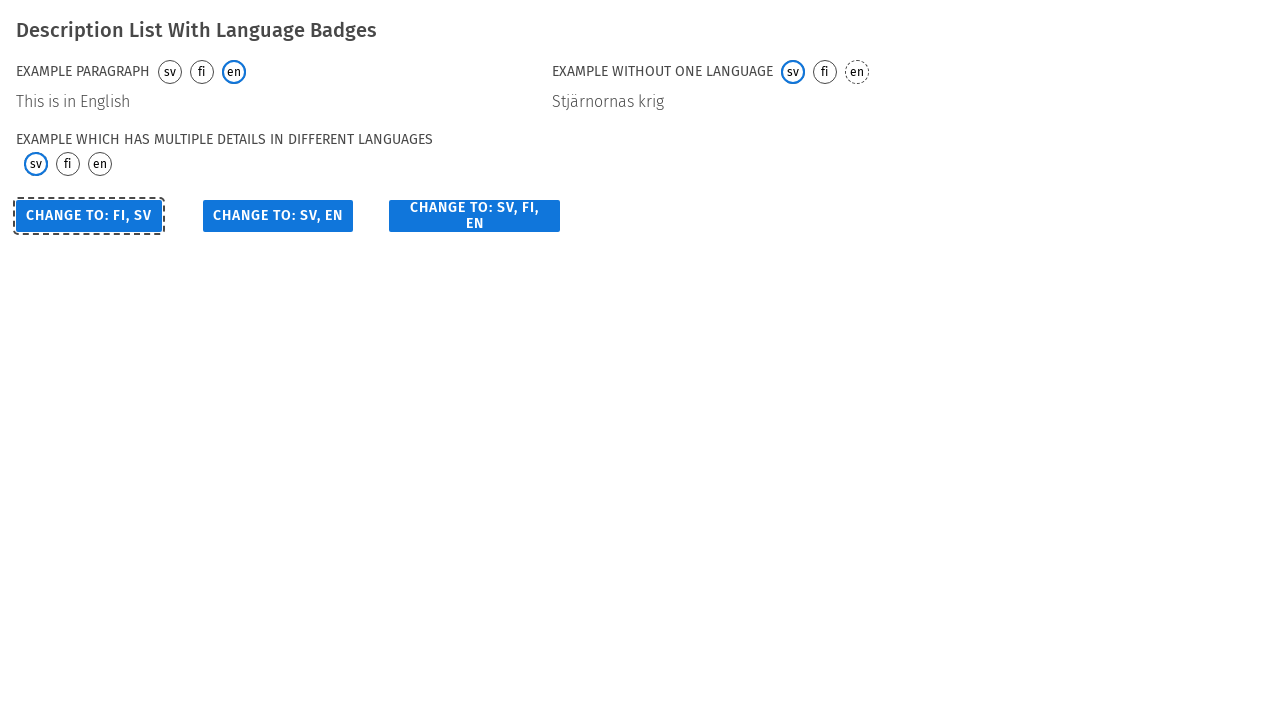 Description List With Language Badges
EXAMPLE PARAGRAPH sv fi en
This is in English
EXAMPLE WITHOUT ONE LANGUAGE sv fi en
Stjärnornas krig
EXAMPLE WHICH HAS MULTIPLE DETAILS IN DIFFERENT LANGUAGES
sv fi en
CHANGE TO: FI, SV
CHANGE TO: SV, EN
CHANGE TO: SV, FI,
EN